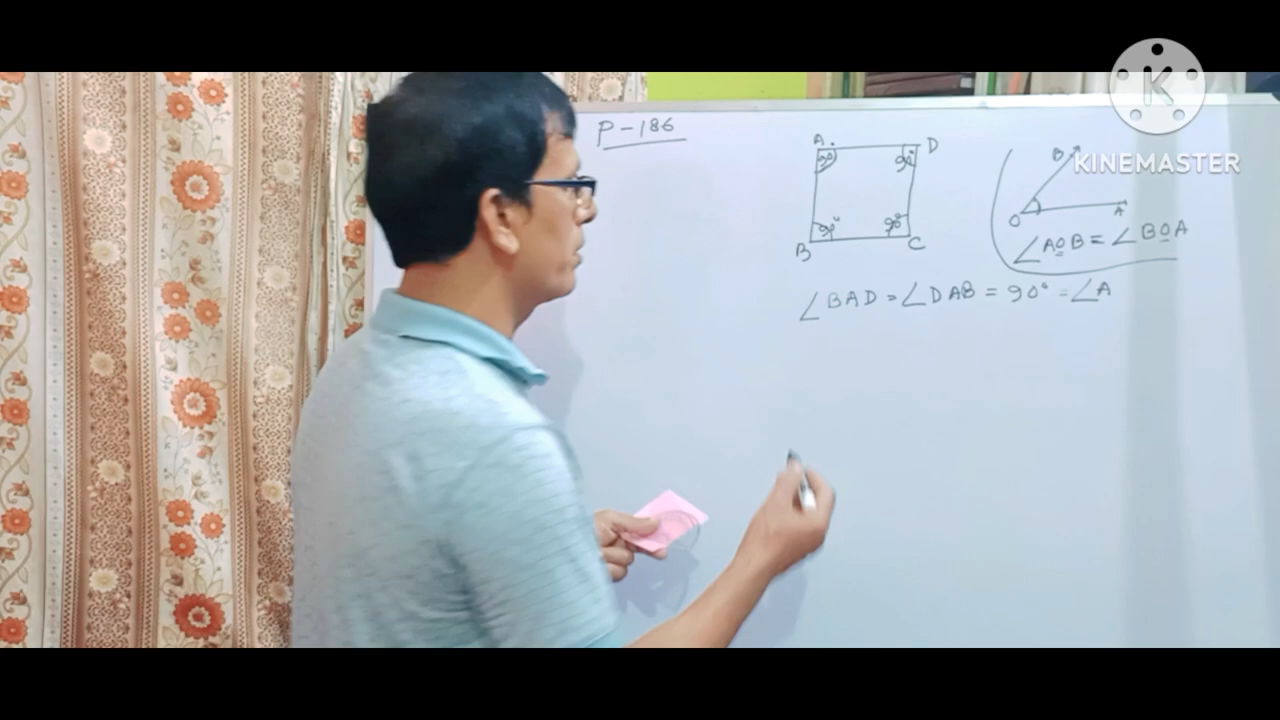 P-186
A D
90° 90°
90° 90°
B C
B
O A
∠AOB = ∠BOA
∠BAD = ∠DAB = 90° = ∠A
K
KINEMASTER